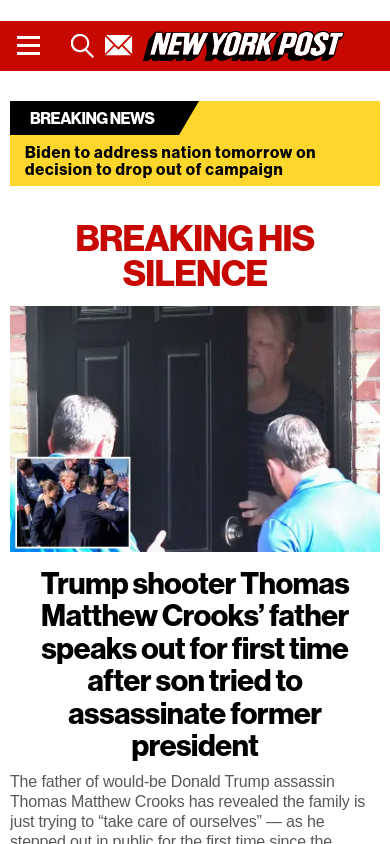 NEW YORK POST
BREAKING NEWS
Biden to address nation tomorrow on
decision to drop out of campaign
BREAKING HIS
SILENCE
Trump shooter Thomas
Matthew Crooks’ father
speaks out for first time
after son tried to
assassinate former
president
The father of would-be Donald Trump assassin
Thomas Matthew Crooks has revealed the family is
just trying to “take care of ourselves” — as he
stepped out in public for the first time since the